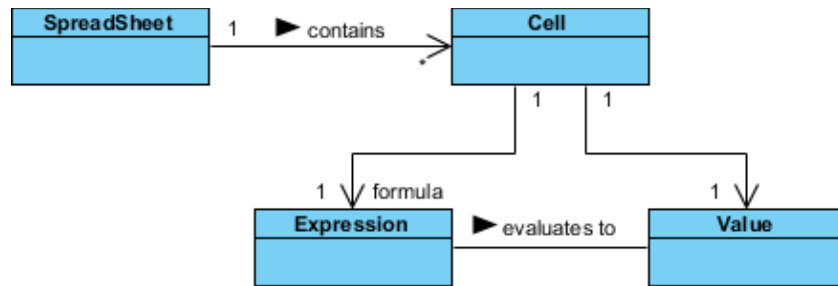 SpreadSheet
1
contains
*
Cell
1
1
1
formula
1
Expression
evaluates to
Value